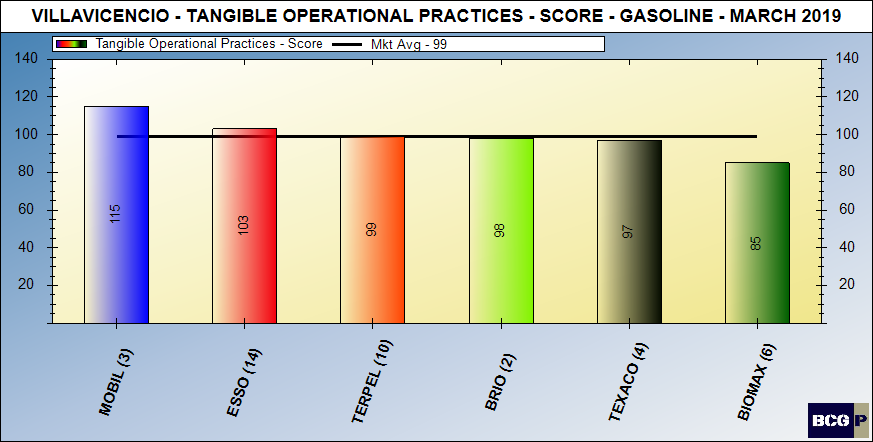 VILLAVICENCIO - TANGIBLE OPERATIONAL PRACTICES - SCORE - GASOLINE - MARCH 2019
Tangible Operational Practices - Score Mkt Avg - 99
140 140
120 120
100 100
80 80
60 60
40 40
20 20
115 103 99 98 97 85
MOBIL (3) ESSO (14) TERPEL (10) BRIO (2) TEXACO (4) BIOMAX (6)
BCG P